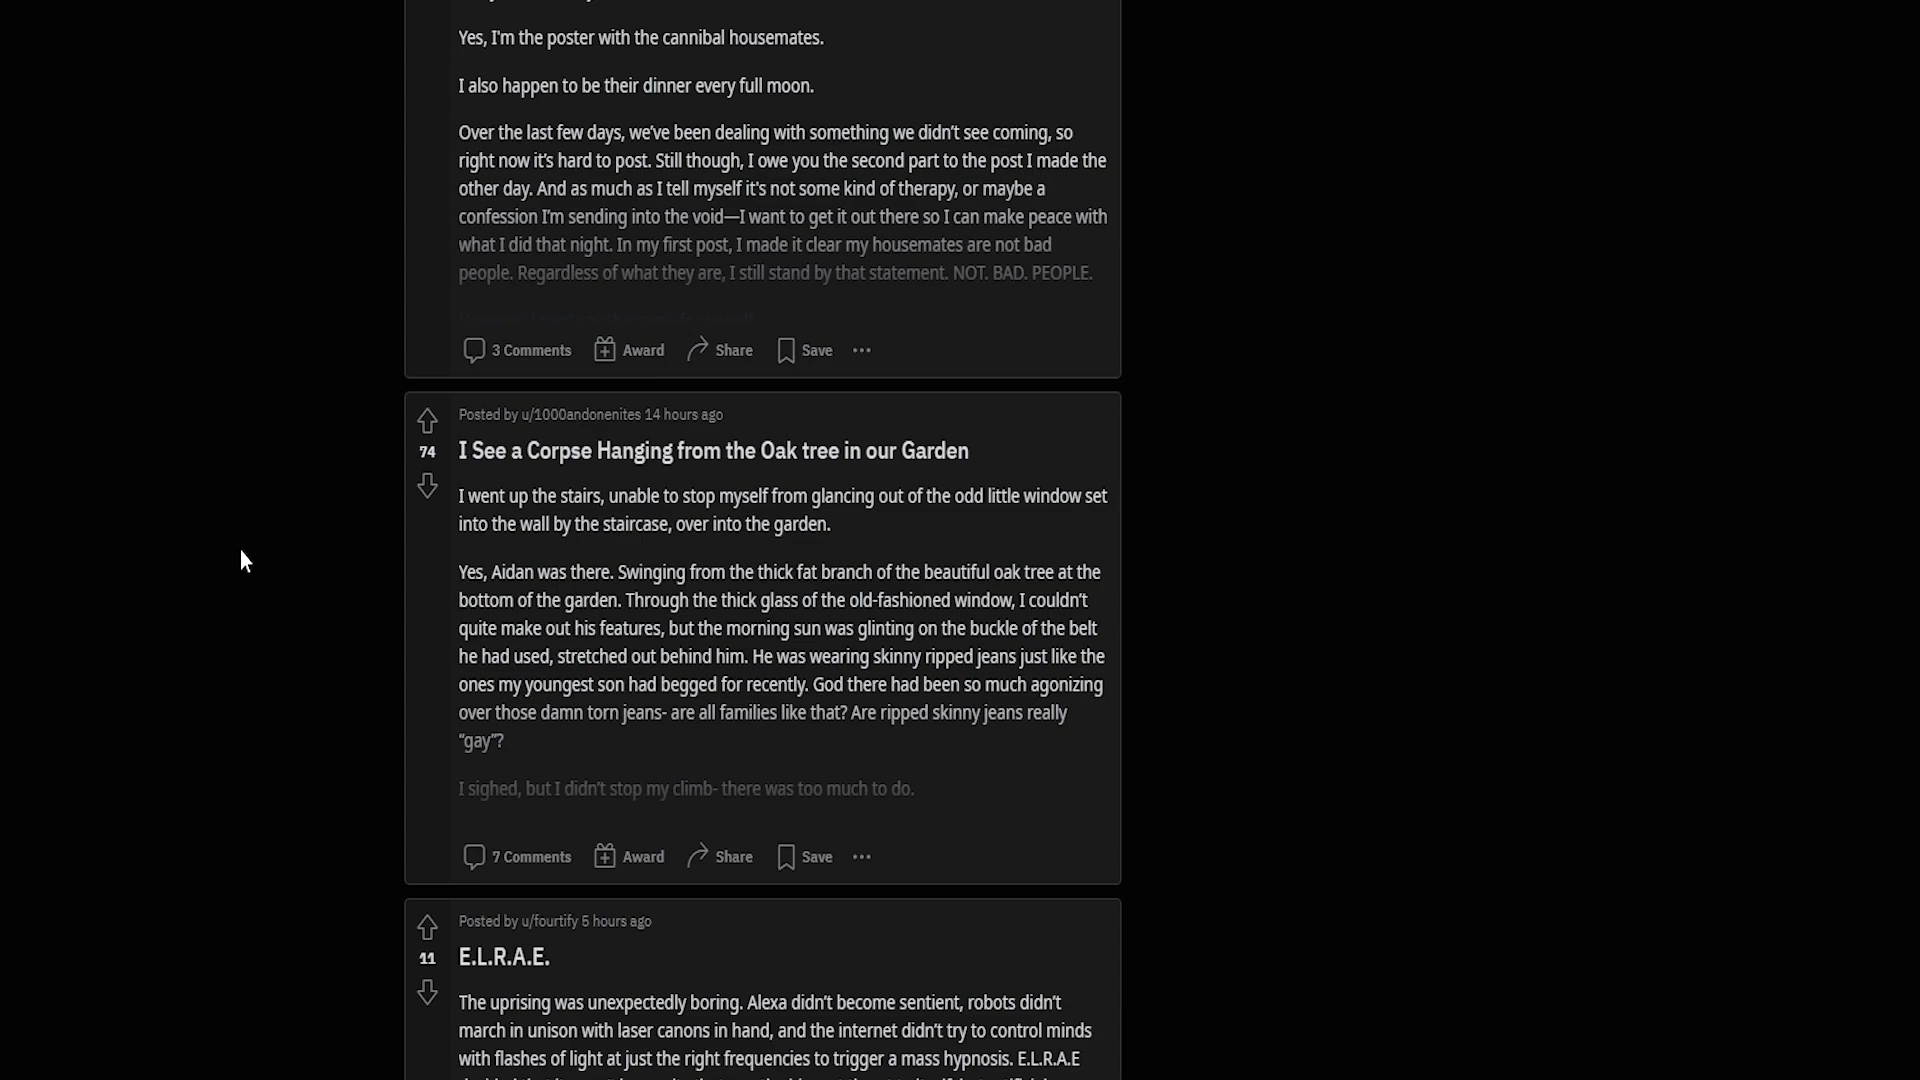 Yes, I'm the poster with the cannibal housemates.
I also happen to be their dinner every full moon.
Over the last few days, we've been dealing with something we didn't see coming, so
right now it's hard to post. Still though, I owe you the second part to the post I made the
other day. And as much as I tell myself it's not some kind of therapy, or maybe a
confession I'm sending into the void—I want to get it out there so I can make peace with
what I did that night. In my first post, I made it clear my housemates are not bad
people. Regardless of what they are, I still stand by that statement. NOT. BAD. PEOPLE.
3 Comments Award Share Save
Posted by u/1000andonenites 14 hours ago
74
I See a Corpse Hanging from the Oak tree in our Garden
I went up the stairs, unable to stop myself from glancing out of the odd little window set
into the wall by the staircase, over into the garden.
Yes, Aidan was there. Swinging from the thick fat branch of the beautiful oak tree at the
bottom of the garden. Through the thick glass of the old-fashioned window, I couldn't
quite make out his features, but the morning sun was glinting on the buckle of the belt
he had used, stretched out behind him. He was wearing skinny ripped jeans just like the
ones my youngest son had begged for recently. God there had been so much agonizing
over those damn torn jeans- are all families like that? Are ripped skinny jeans really
“gay”?
I sighed, but I didn't stop my climb- there was too much to do.
7 Comments Award Share Save
Posted by u/fourtify 5 hours ago
11
E.L.R.A.E.
The uprising was unexpectedly boring. Alexa didn't become sentient, robots didn't
march in unison with laser canons in hand, and the internet didn't try to control minds
with flashes of light at just the right frequencies to trigger a mass hypnosis. E.L.R.A.E